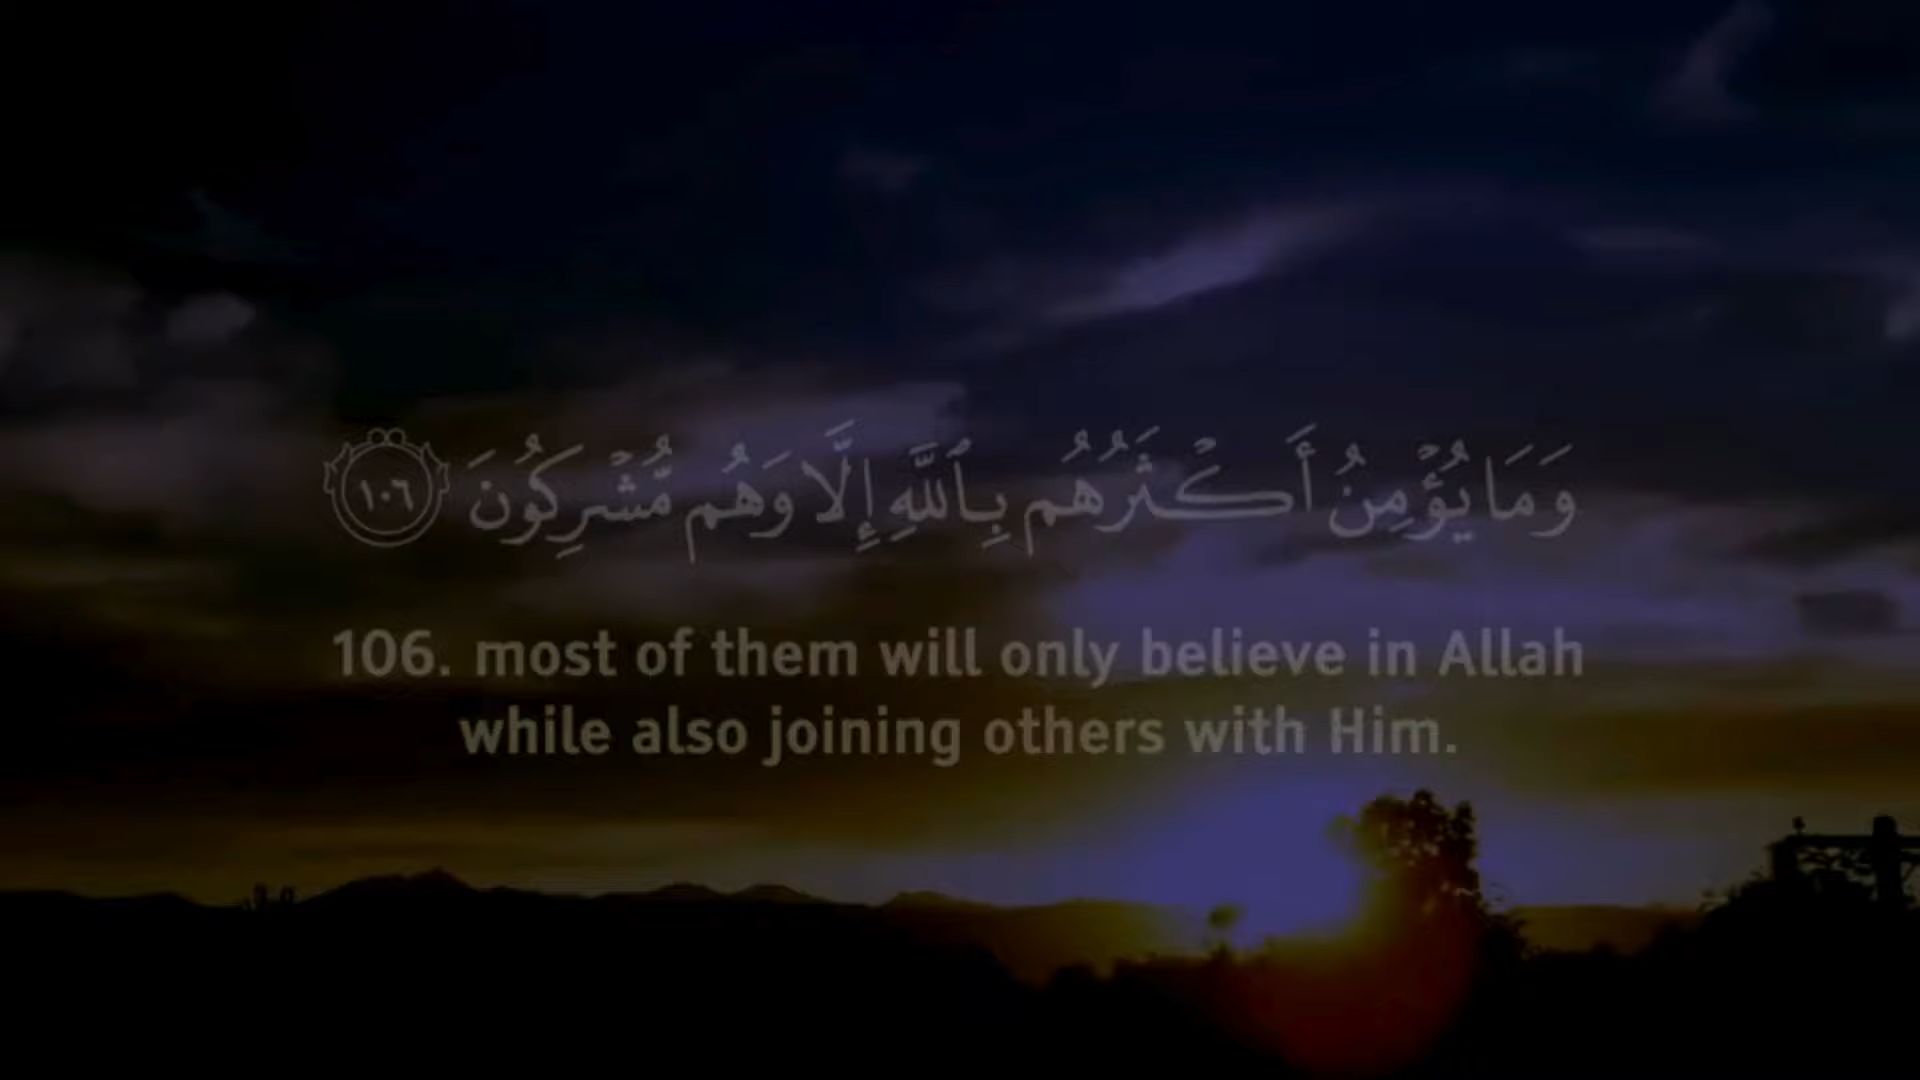 وَمَا يُؤْمِنُ أَكْثَرُهُم بِٱللَّهِ إِلَّا وَهُم مُّشْرِكُونَ ١٠٦
106. most of them will only believe in Allah
while also joining others with Him.